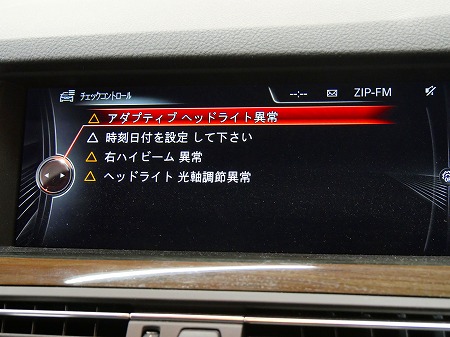 チェックコントロール
--:-- ZIP-FM
アダプティブ ヘッドライト異常
時刻日付を設定 して下さい
右ハイビーム 異常
ヘッドライト 光軸調節異常